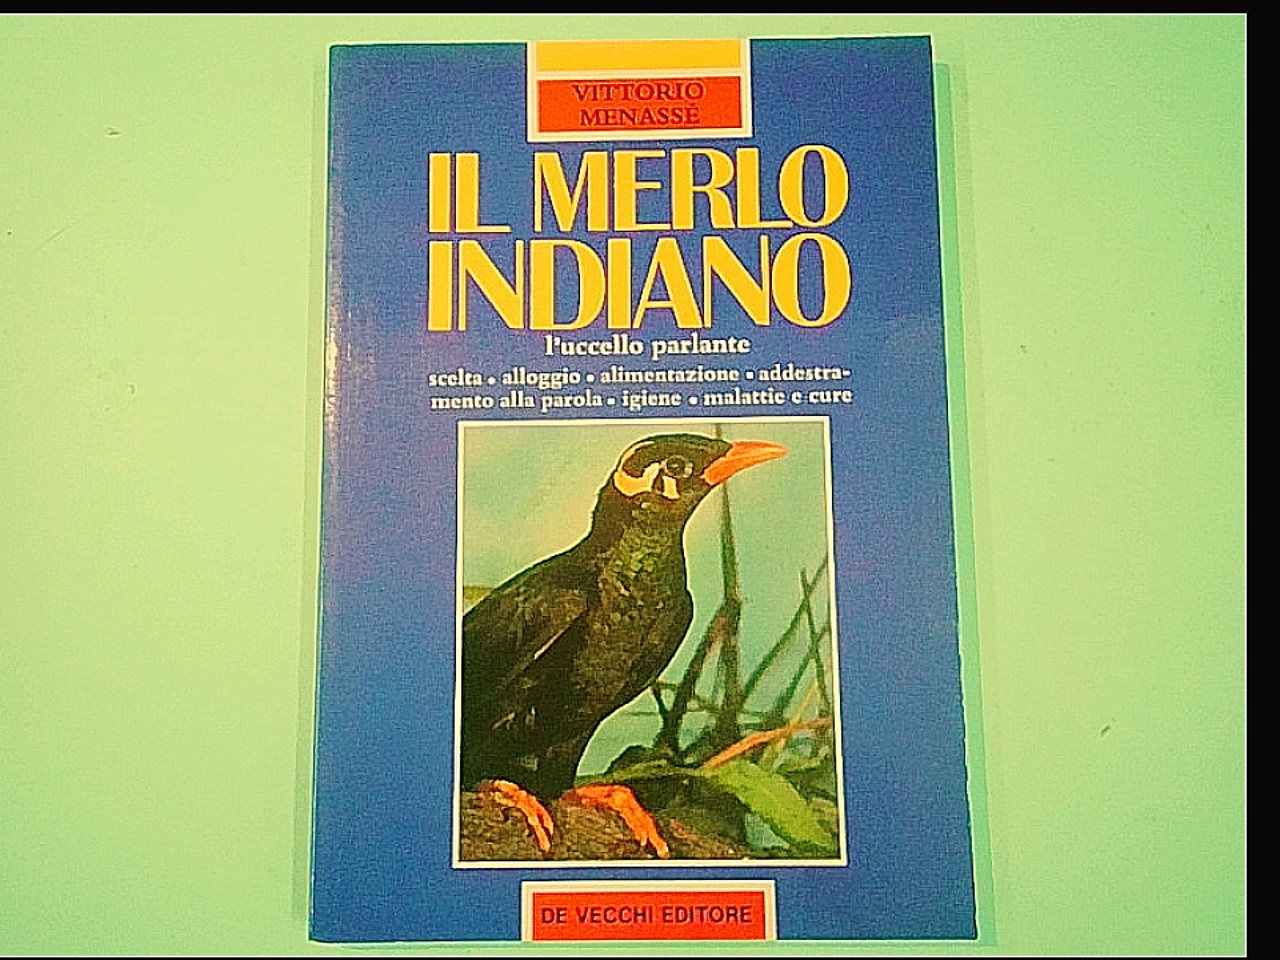 VITTORIO
MENASSÉ
IL MERLO
INDIANO
l'uccello parlante
scelta • alloggio • alimentazione • addestra-
mento alla parola • igiene • malattie e cure
DE VECCHI EDITORE